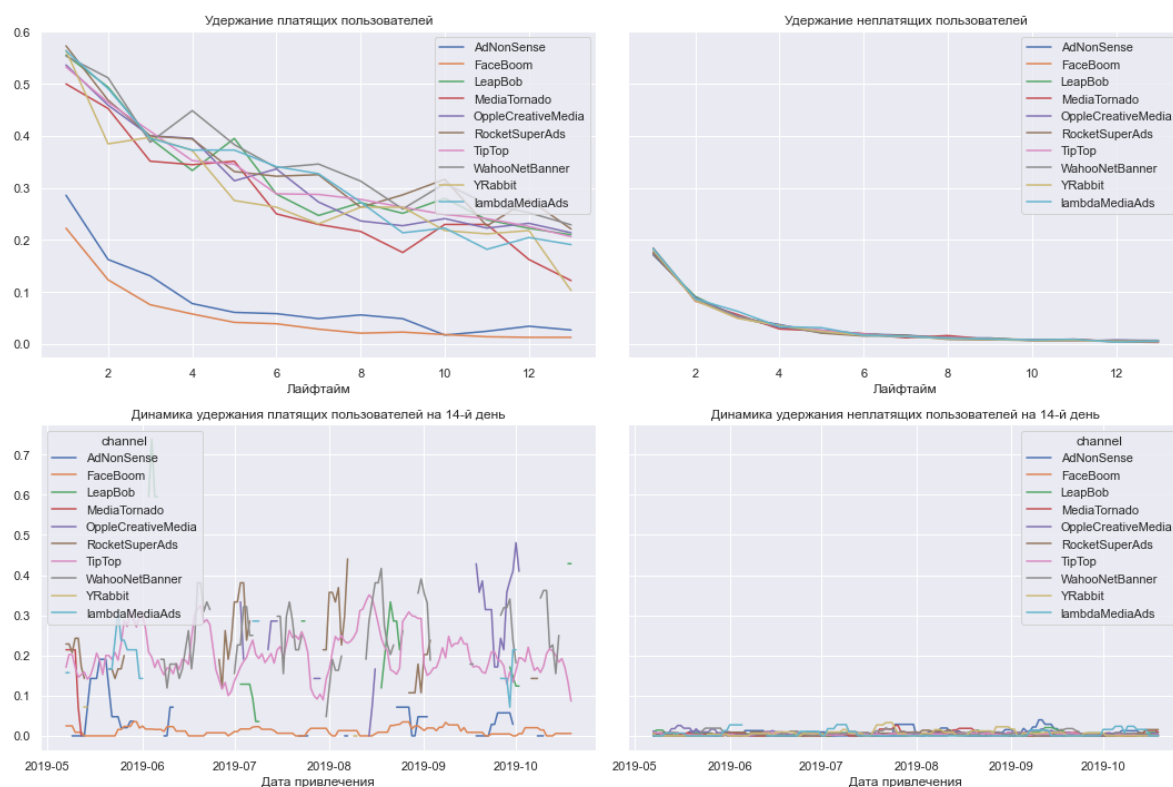 Удержание платящих пользователей
0.6
0.5
0.4
0.3
0.2
0.1
0.0
AdNonSense
FaceBoom
LeapBob
MediaTornado
OppleCreativeMedia
RocketSuperAds
TipTop
WahooNetBanner
YRabbit
lambdaMediaAds
2 4 6 8 10 12
Лайфтайм
Удержание неплатящих пользователей
AdNonSense
FaceBoom
LeapBob
MediaTornado
OppleCreativeMedia
RocketSuperAds
TipTop
WahooNetBanner
YRabbit
lambdaMediaAds
2 4 6 8 10 12
Лайфтайм
Динамика удержания платящих пользователей на 14-й день
0.7
0.6
0.5
0.4
0.3
0.2
0.1
0.0
channel
AdNonSense
FaceBoom
LeapBob
MediaTornado
OppleCreativeMedia
RocketSuperAds
TipTop
WahooNetBanner
YRabbit
lambdaMediaAds
2019-05 2019-06 2019-07 2019-08 2019-09 2019-10
Дата привлечения
Динамика удержания неплатящих пользователей на 14-й день
channel
AdNonSense
FaceBoom
LeapBob
MediaTornado
OppleCreativeMedia
RocketSuperAds
TipTop
WahooNetBanner
YRabbit
lambdaMediaAds
2019-05 2019-06 2019-07 2019-08 2019-09 2019-10
Дата привлечения